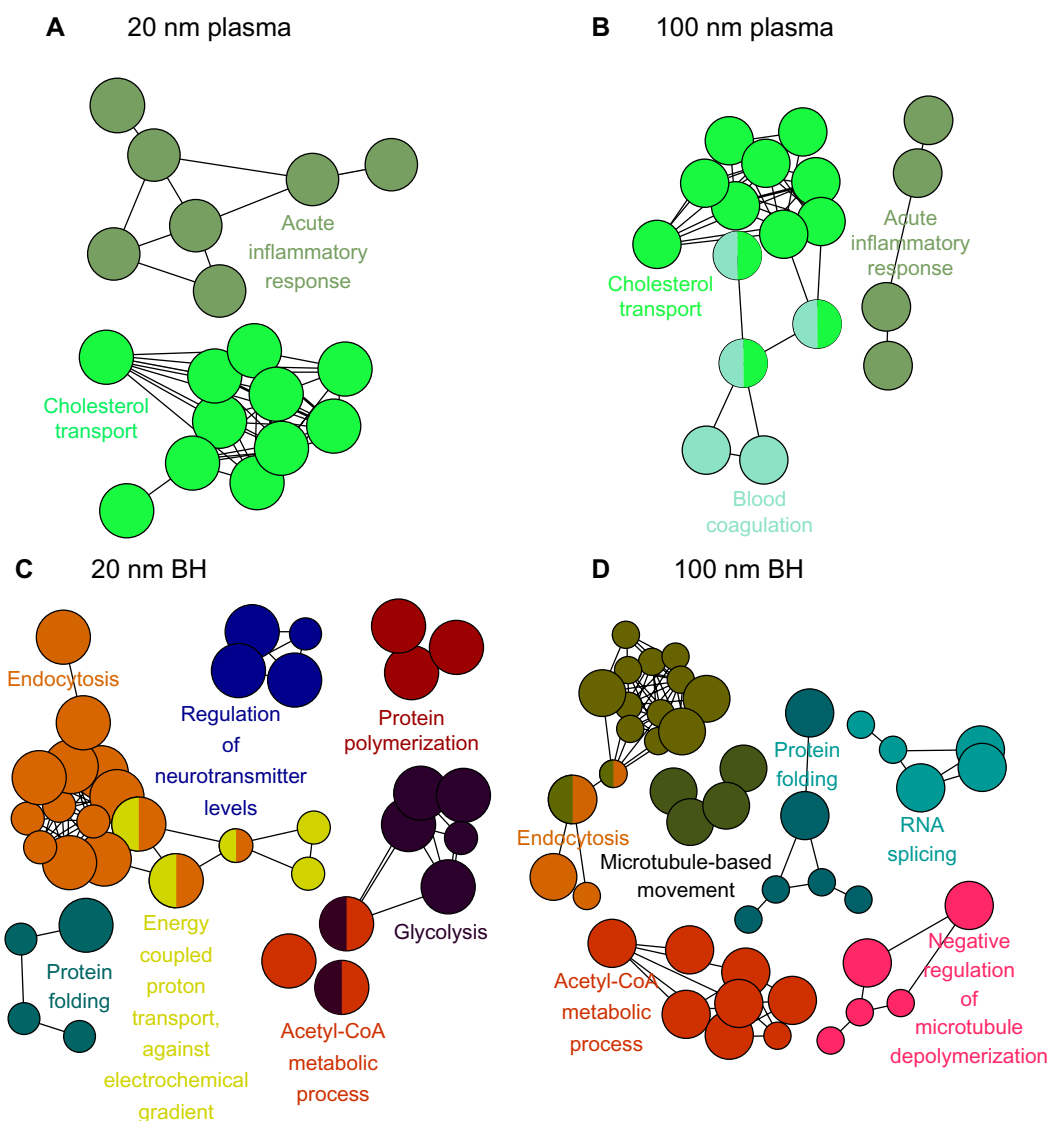 A 20 nm plasma
Acute
inflammatory
response
Cholesterol
transport
B 100 nm plasma
Cholesterol
transport
Acute
inflammatory
response
Blood
coagulation
C 20 nm BH
Endocytosis
Regulation
of
neurotransmitter
levels
Protein
polymerization
Glycolysis
Protein
folding
Energy
coupled
proton
transport,
against
electrochemical
gradient
Acetyl-CoA
metabolic
process
D 100 nm BH
Endocytosis
Microtubule-based
movement
Protein
folding
RNA
splicing
Acetyl-CoA
metabolic
process
Negative
regulation
of
microtubule
depolymerization